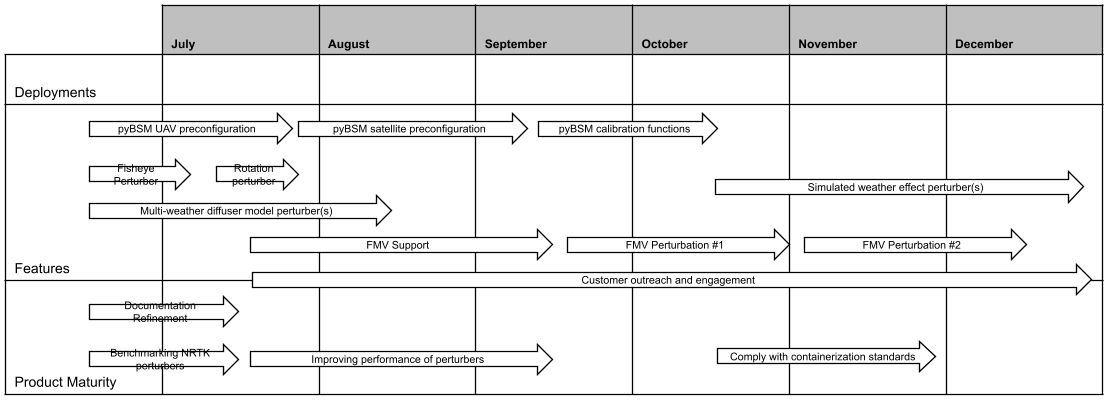 July
August
September
October
November
December
Deployments
pyBSM UAV preconfiguration
pyBSM satellite preconfiguration
pyBSM calibration functions
Fisheye
Perturber
Rotation
perturber
Simulated weather effect perturber(s)
Multi-weather diffuser model perturber(s)
FMV Support
FMV Perturbation #1
FMV Perturbation #2
Features
Customer outreach and engagement
Documentation
Refinement
Benchmarking NRTK
perturbers
Improving performance of perturbers
Comply with containerization standards
Product Maturity